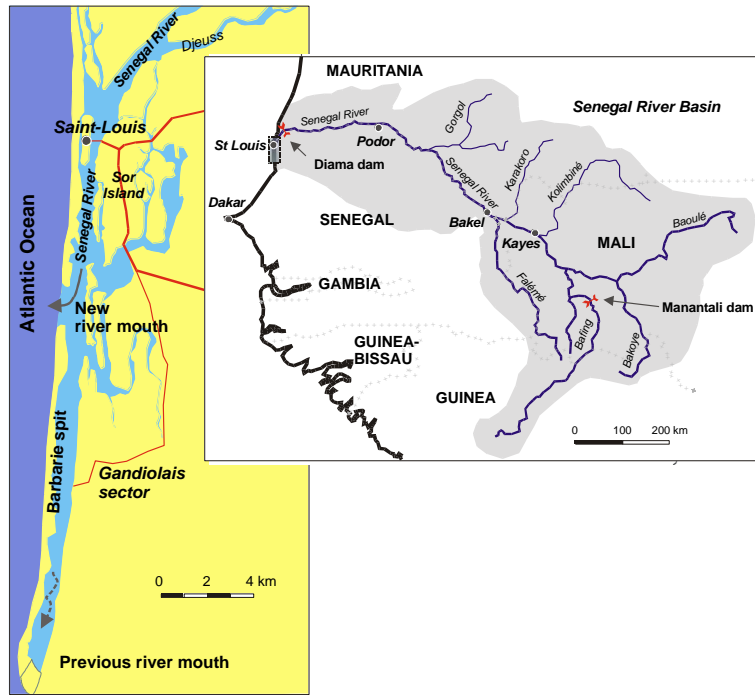 Senegal River
Djeuss
Saint-Louis
Sor
Island
Senegal River
Atlantic Ocean
New
river mouth
Barbarie spit
Gandiolais
sector
0 2 4 km
Previous river mouth
MAURITANIA
Senegal River Basin
Senegal River
Gorgol
St Louis
Podor
Diama dam
Senegal River
Karakoro
Kolimbiné
Dakar
SENEGAL
Bakel
Kayes
MALI
Baoulé
GAMBIA
Falémé
Manantali dam
Bafing
Bakoye
GUINEA-
BISSAU
GUINEA
0 100 200 km